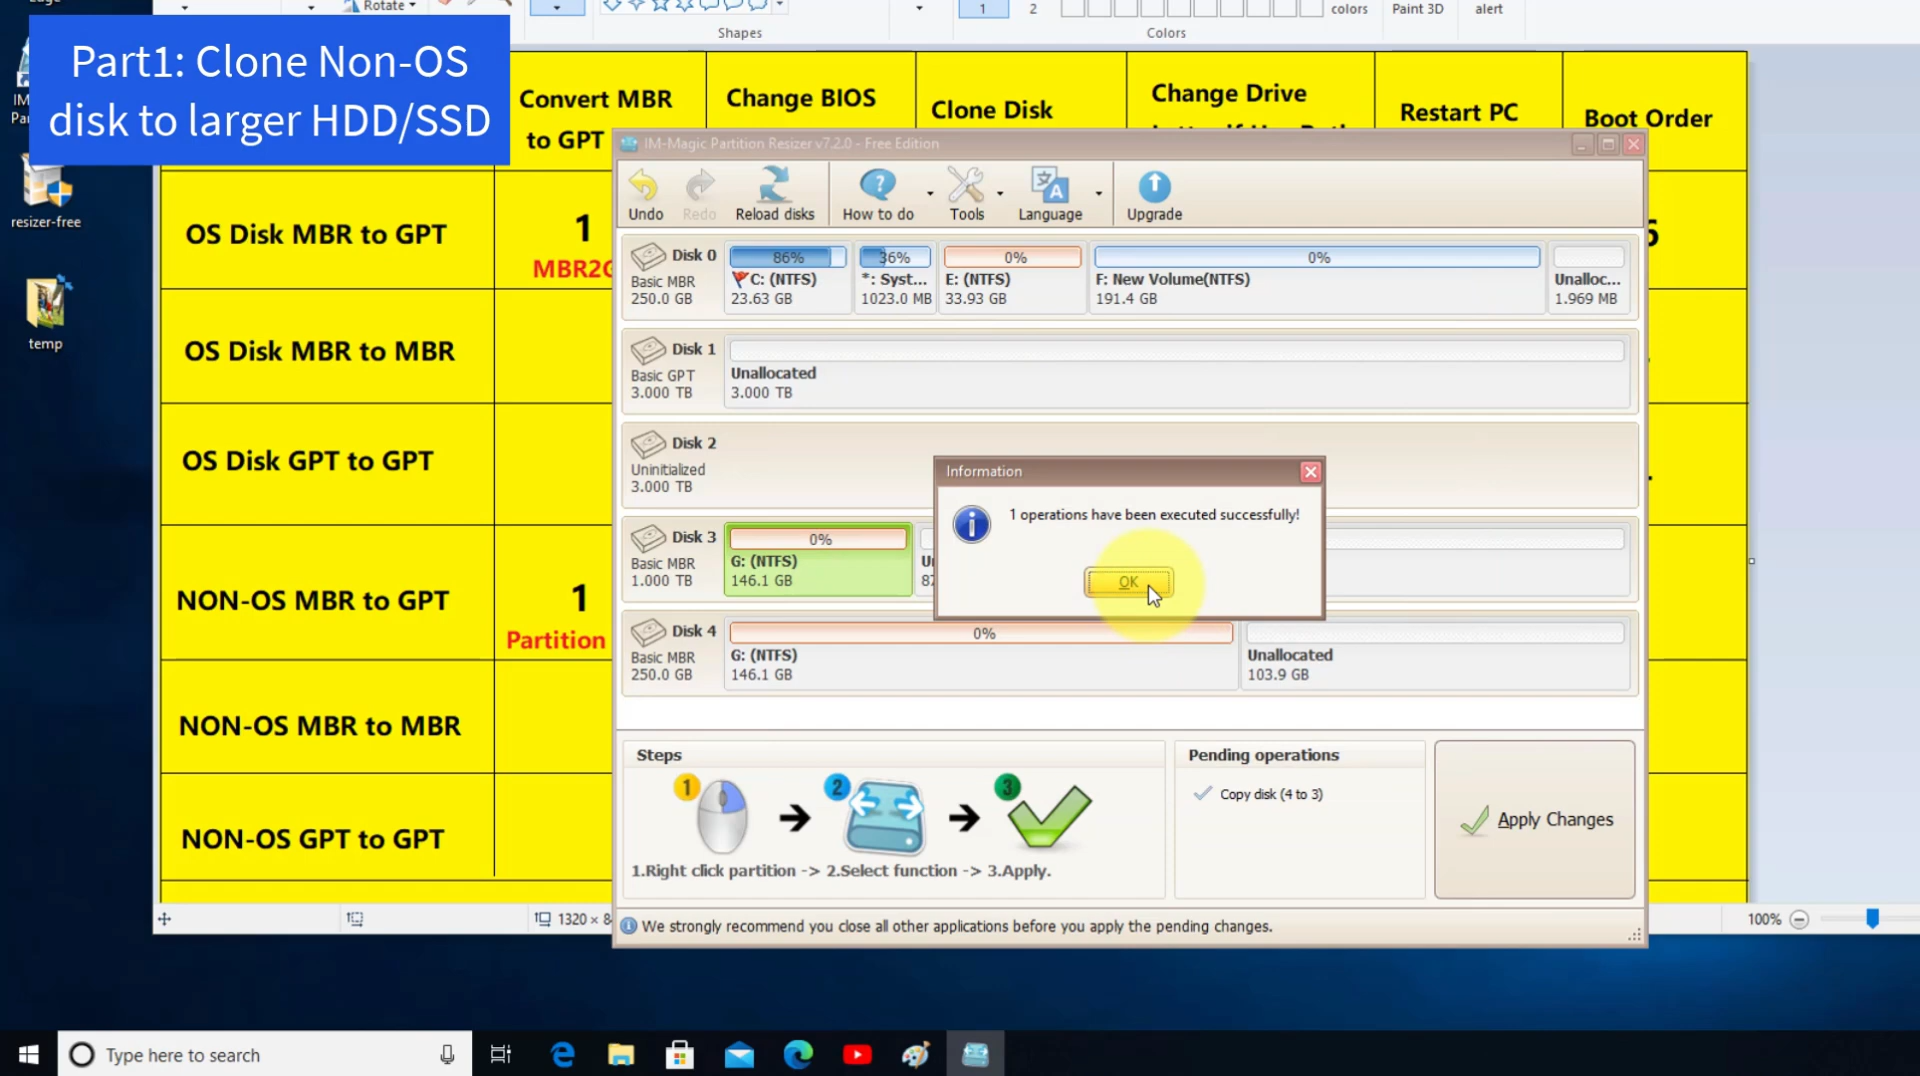 Rotate
Shapes
1
2
colors
Paint 3D
alert
Colors
Part1: Clone Non-OS
disk to larger HDD/SSD
resizer-free
temp
Convert MBR
to GPT
Change BIOS
Clone Disk
Change Drive
Restart PC
Boot Order
OS Disk MBR to GPT
1
OS Disk MBR to MBR
OS Disk GPT to GPT
NON-OS MBR to GPT
1
Partition
NON-OS MBR to MBR
NON-OS GPT to GPT
IM-Magic Partition Resizer v7.2.0 - Free Edition
Undo
Redo
Reload disks
How to do
Tools
Language
Upgrade
Disk 0
Basic MBR
250.0 GB
86%
C: (NTFS)
23.63 GB
36%
*: Syst...
1023.0 MB
0%
E: (NTFS)
33.93 GB
0%
F: New Volume(NTFS)
191.4 GB
Unalloc...
1.969 MB
Disk 1
Basic GPT
3.000 TB
Unallocated
3.000 TB
Disk 2
Uninitialized
3.000 TB
Disk 3
Basic MBR
1.000 TB
0%
G: (NTFS)
146.1 GB
Information
1 operations have been executed successfully!
OK
Disk 4
Basic MBR
250.0 GB
0%
G: (NTFS)
146.1 GB
Unallocated
103.9 GB
Steps
1
2
3
1.Right click partition -> 2.Select function -> 3.Apply.
Pending operations
Copy disk (4 to 3)
Apply Changes
We strongly recommend you close all other applications before you apply the pending changes.
100%
Type here to search